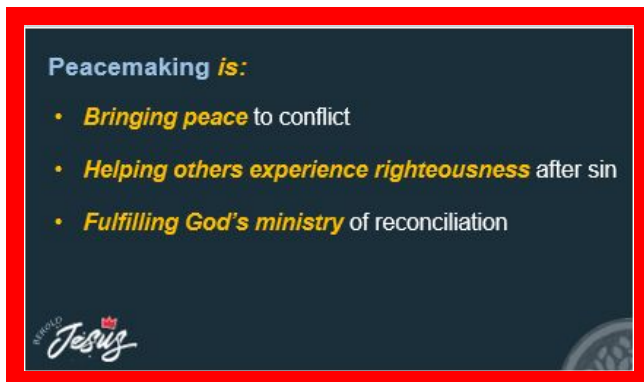 Peacemaking is:
• Bringing peace to conflict
• Helping others experience righteousness after sin
• Fulfilling God's ministry of reconciliation
BEHOLD
Jesus